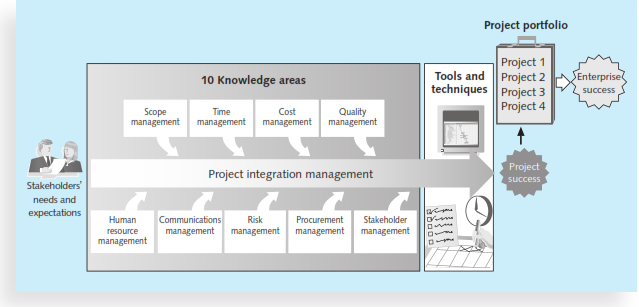 Project portfolio
10 Knowledge areas
Tools and
techniques
Project 1
Project 2
Project 3
Project 4
Enterprise
success
Scope
management
Time
management
Cost
management
Quality
management
Stakeholders'
needs and
expectations
Project integration management
Project
success
Human
resource
management
Communications
management
Risk
management
Procurement
management
Stakeholder
management